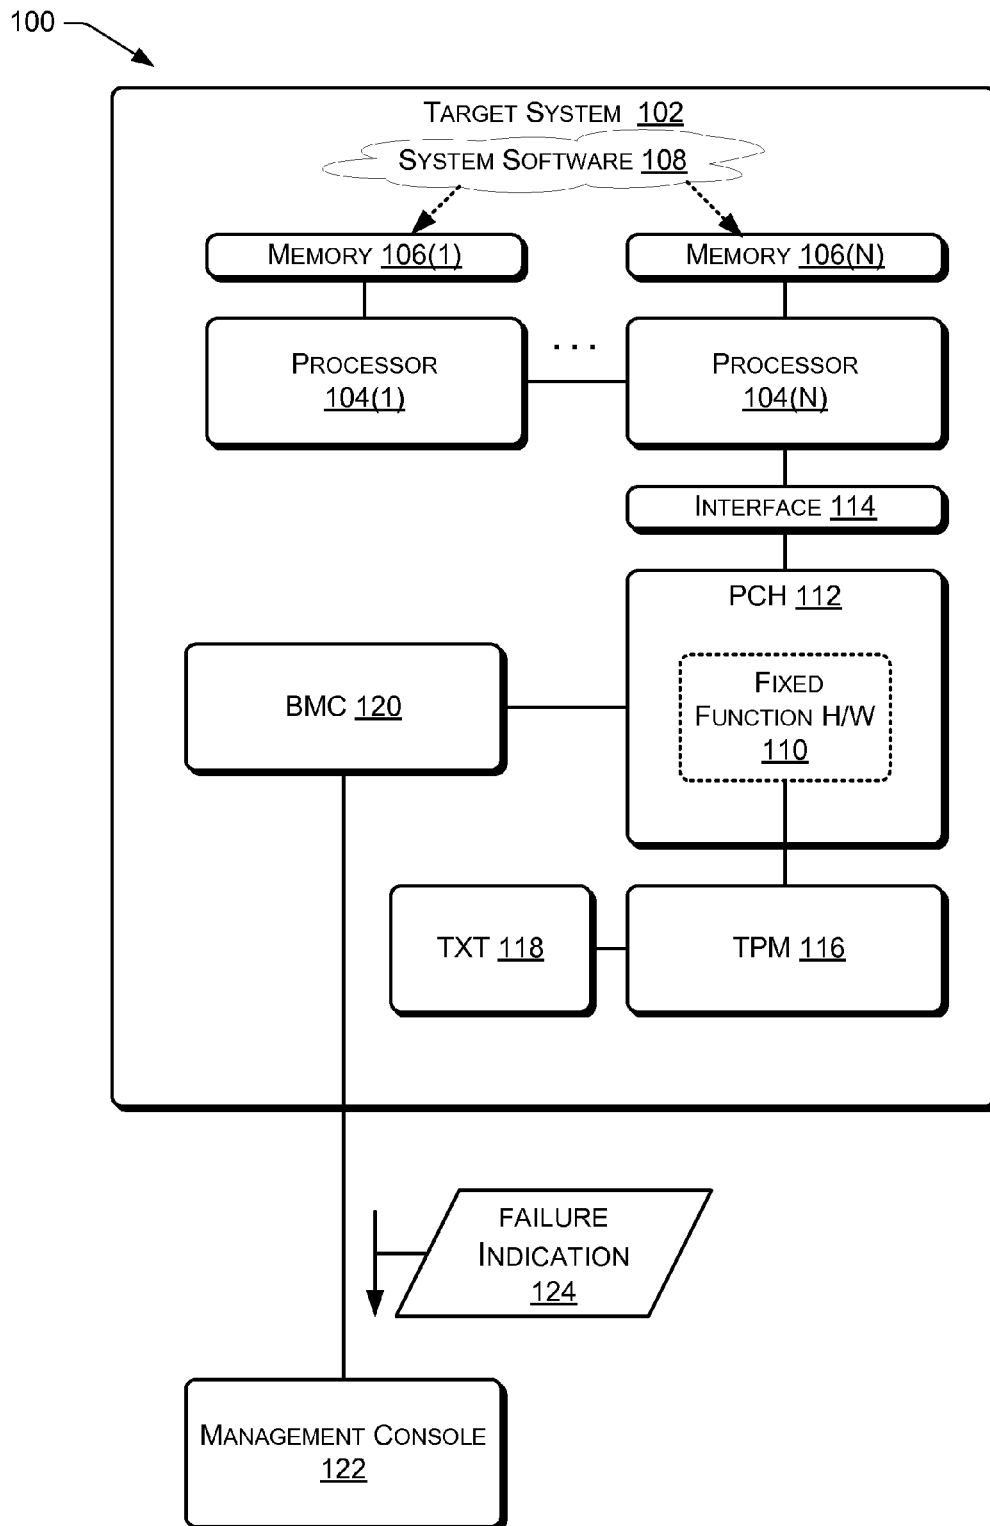 100
TARGET SYSTEM 102
SYSTEM SOFTWARE 108
MEMORY 106(1)
MEMORY 106(N)
PROCESSOR
104(1)
. . .
PROCESSOR
104(N)
INTERFACE 114
PCH 112
FIXED
FUNCTION H/W
110
BMC 120
TXT 118
TPM 116
FAILURE
INDICATION
124
MANAGEMENT CONSOLE
122